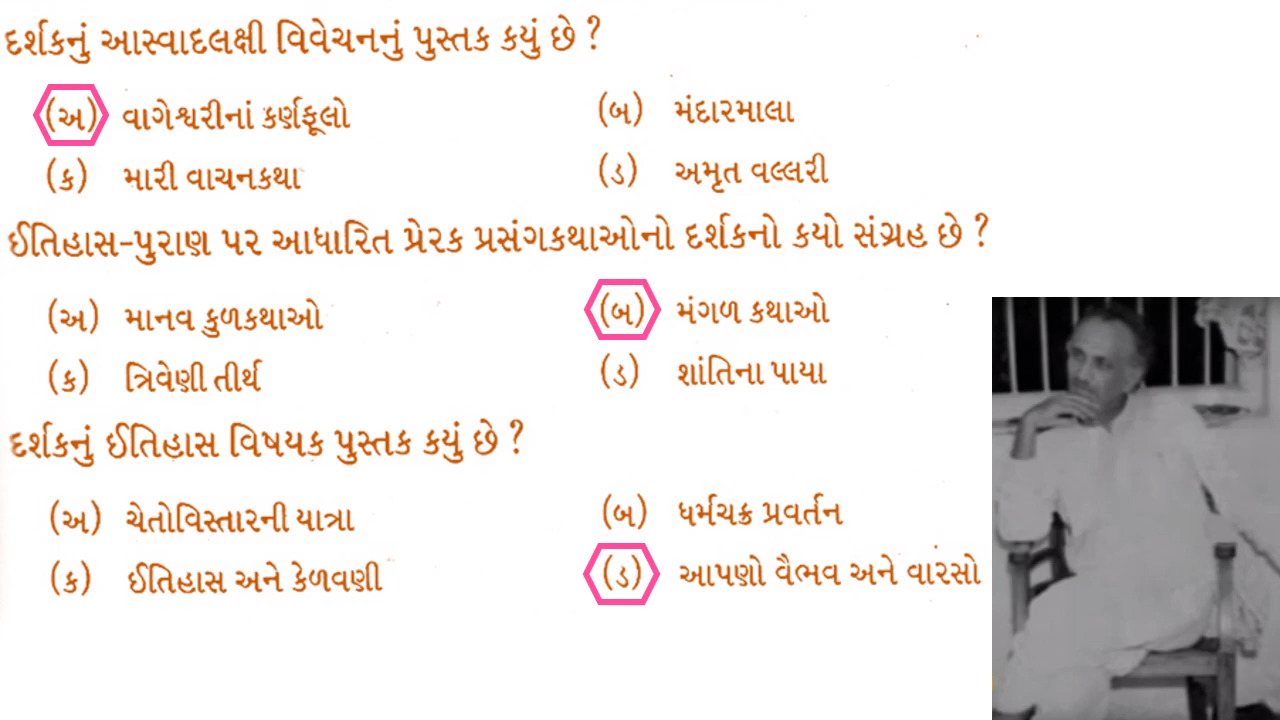 દર્શકનું આસ્વાદલક્ષી વિવેચનનું પુસ્તક કયું છે ?
(અ) વાગેશ્વરીનાં કર્ણફૂલો (બ) મંદારમાલા
(ક) મારી વાચનકથા (ડ) અમૃત વલ્લરી
ઈતિહાસ-પુરાણ પર આધારિત પ્રેરક પ્રસંગકથાઓનો દર્શકનો કયો સંગ્રહ છે ?
(અ) માનવ કુળકથાઓ (બ) મંગળ કથાઓ
(ક) ત્રિવેણી તીર્થ (ડ) શાંતિના પાયા
દર્શકનું ઈતિહાસ વિષયક પુસ્તક કયું છે ?
(અ) ચેતોવિસ્તારની યાત્રા (બ) ધર્મચક્ર પ્રવર્તન
(ક) ઈતિહાસ અને કેળવણી (ડ) આપણો વૈભવ અને વારસો